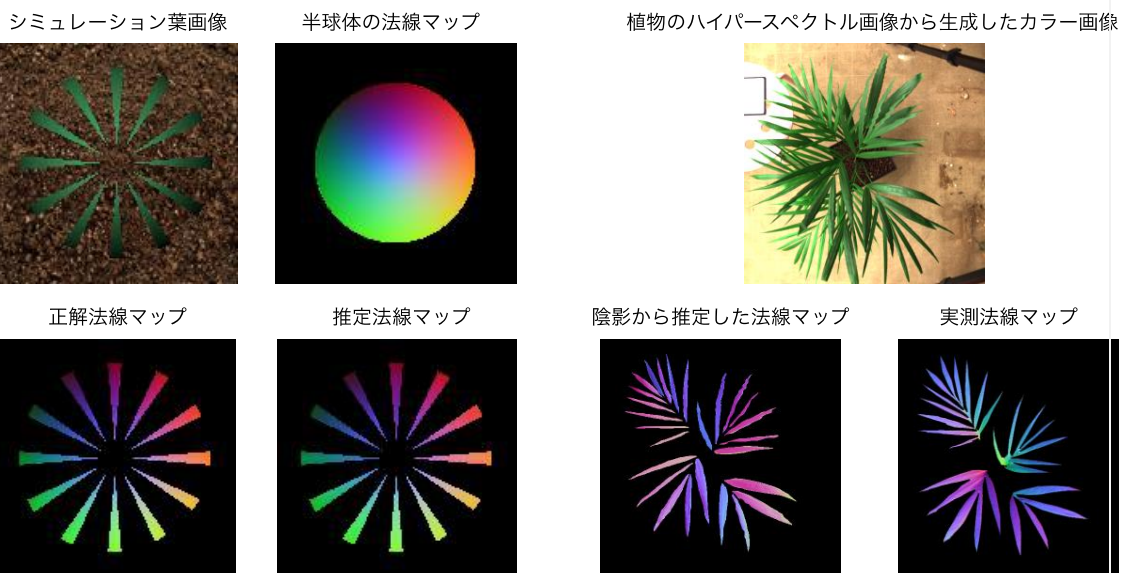 シミュレーション葉画像
半球体の法線マップ
植物のハイパースペクトル画像から生成したカラー画像
正解法線マップ
推定法線マップ
陰影から推定した法線マップ
実測法線マップ